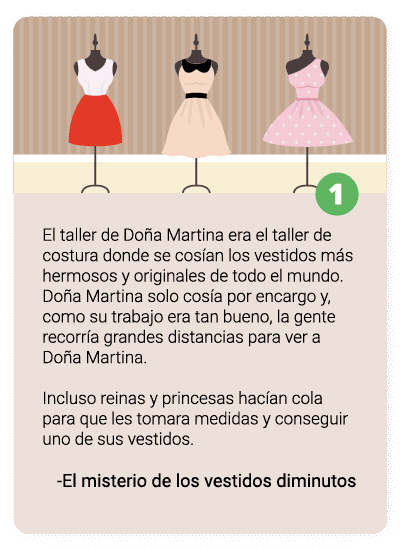 1
El taller de Doña Martina era el taller de
costura donde se cosían los vestidos más
hermosos y originales de todo el mundo.
Doña Martina solo cosía por encargo y,
como su trabajo era tan bueno, la gente
recorría grandes distancias para ver a
Doña Martina.
Incluso reinas y princesas hacían cola
para que les tomara medidas y conseguir
uno de sus vestidos.
-El misterio de los vestidos diminutos